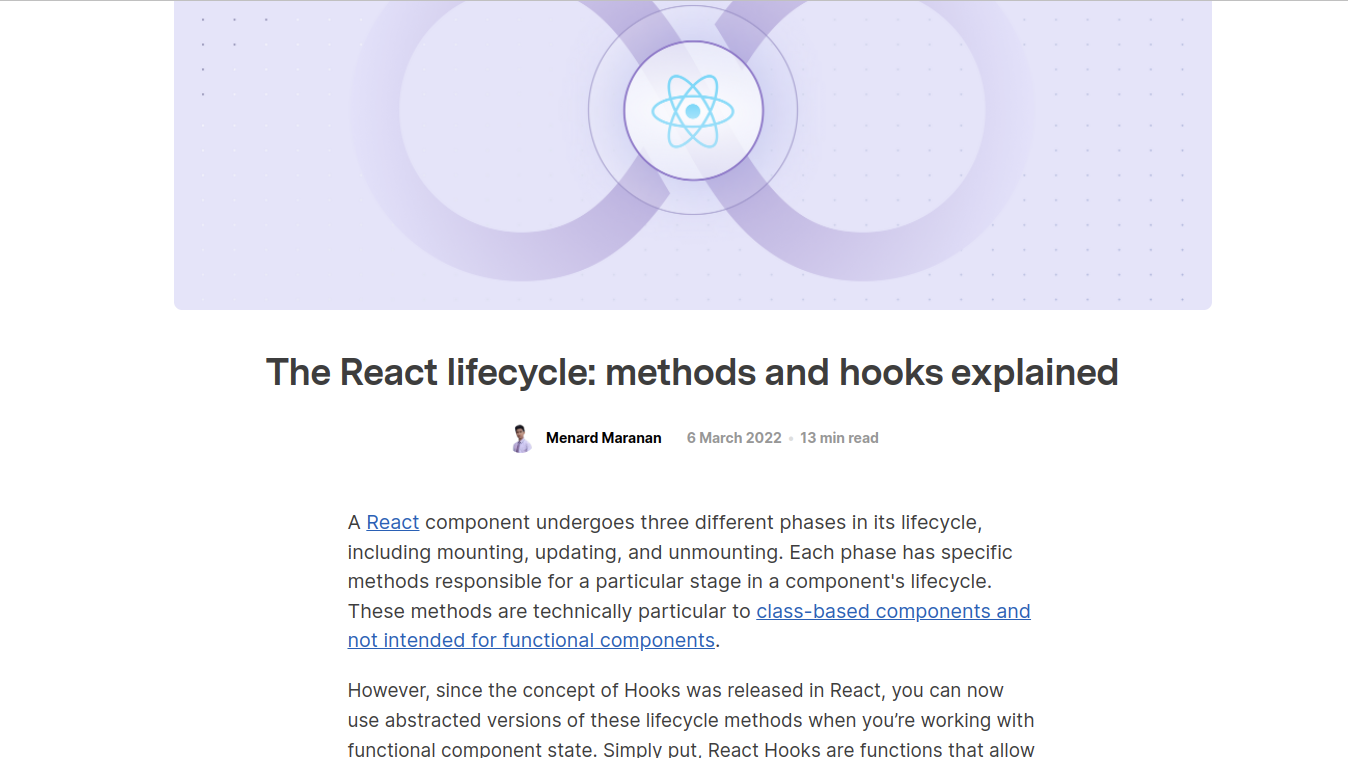 The React lifecycle: methods and hooks explained
Menard Maranan 6 March 2022 • 13 min read
A React component undergoes three different phases in its lifecycle,
including mounting, updating, and unmounting. Each phase has specific
methods responsible for a particular stage in a component's lifecycle.
These methods are technically particular to class-based components and
not intended for functional components.
However, since the concept of Hooks was released in React, you can now
use abstracted versions of these lifecycle methods when you’re working with
functional component state. Simply put, React Hooks are functions that allow